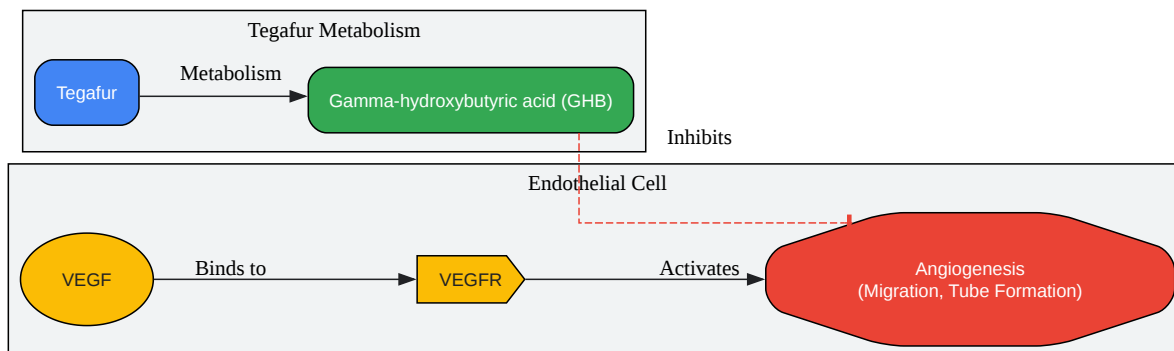 Tegafur Metabolism
Tegafur
Metabolism
Gamma-hydroxybutyric acid (GHB)
Inhibits
Endothelial Cell
VEGF
Binds to
VEGFR
Activates
Angiogenesis
(Migration, Tube Formation)